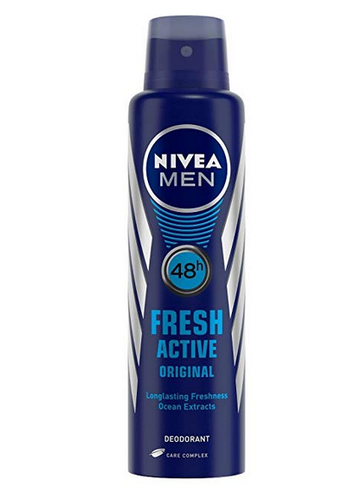 NIVEA
MEN
48h
FRESH
ACTIVE
ORIGINAL
Longlasting Freshness
Ocean Extracts
DEODORANT
CARE COMPLEX